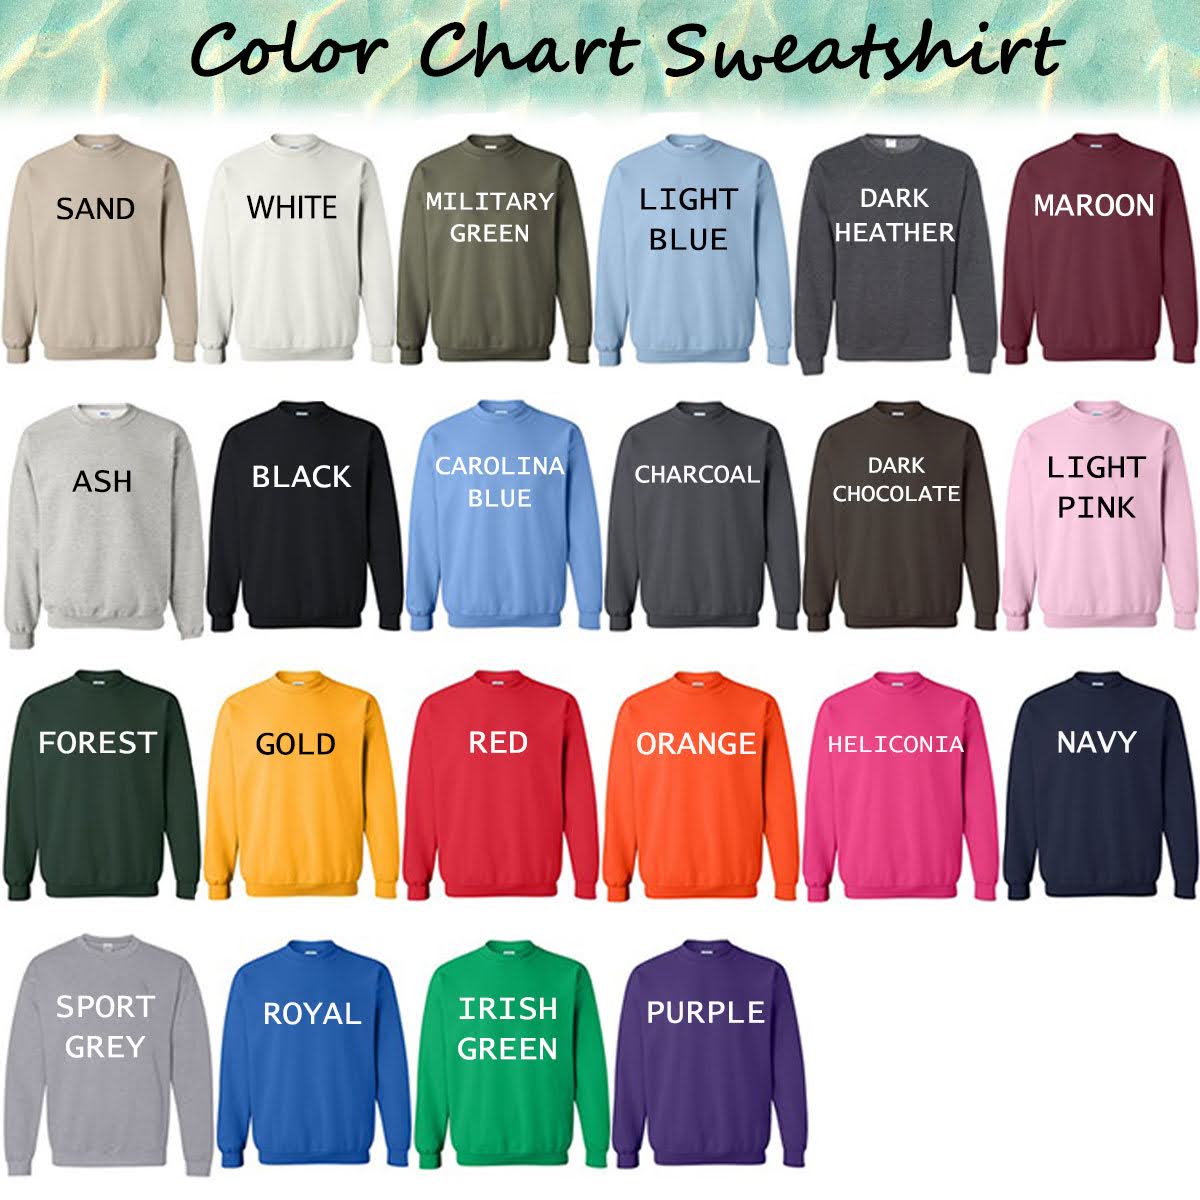 Color Chart Sweatshirt
SAND
WHITE
MILITARY
GREEN
LIGHT
BLUE
DARK
HEATHER
MAROON
ASH
BLACK
CAROLINA
BLUE
CHARCOAL
DARK
CHOCOLATE
LIGHT
PINK
FOREST
GOLD
RED
ORANGE
HELICONIA
NAVY
SPORT
GREY
ROYAL
IRISH
GREEN
PURPLE